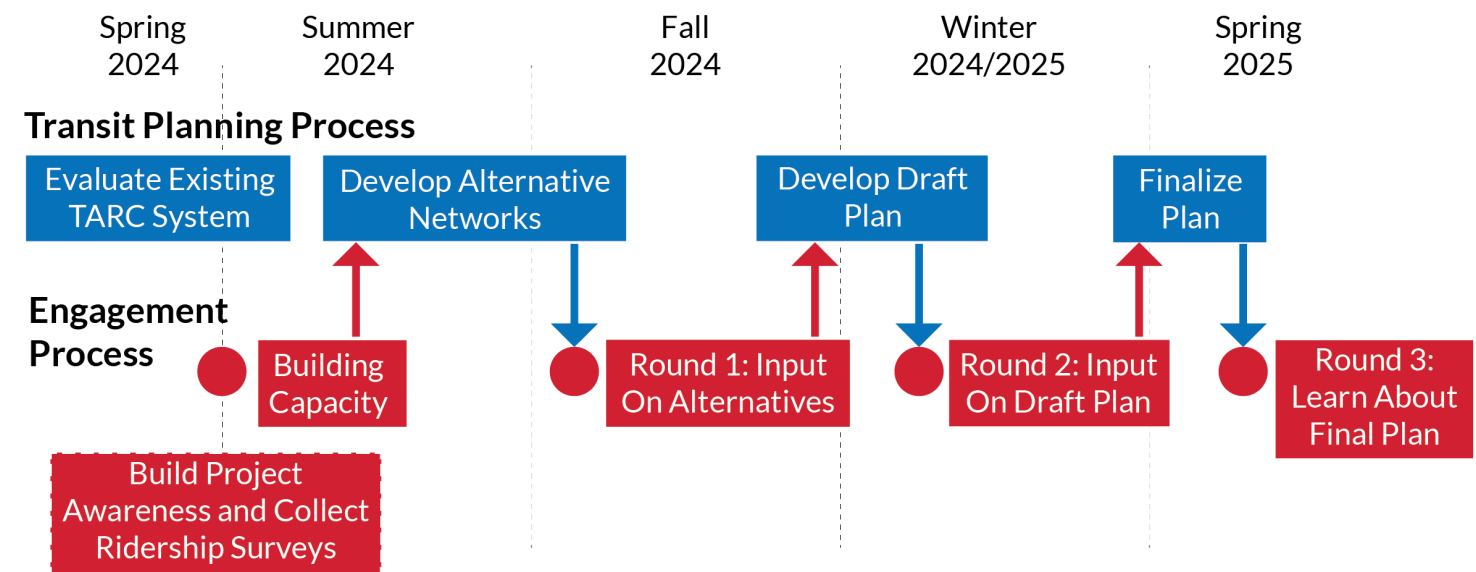 Spring
2024
Summer
2024
Fall
2024
Winter
2024/2025
Spring
2025
Transit Planning Process
Evaluate Existing
TARC System
Develop Alternative
Networks
Develop Draft
Plan
Finalize
Plan
Engagement
Process
Building
Capacity
Round 1: Input
On Alternatives
Round 2: Input
On Draft Plan
Round 3:
Learn About
Final Plan
Build Project
Awareness and Collect
Ridership Surveys